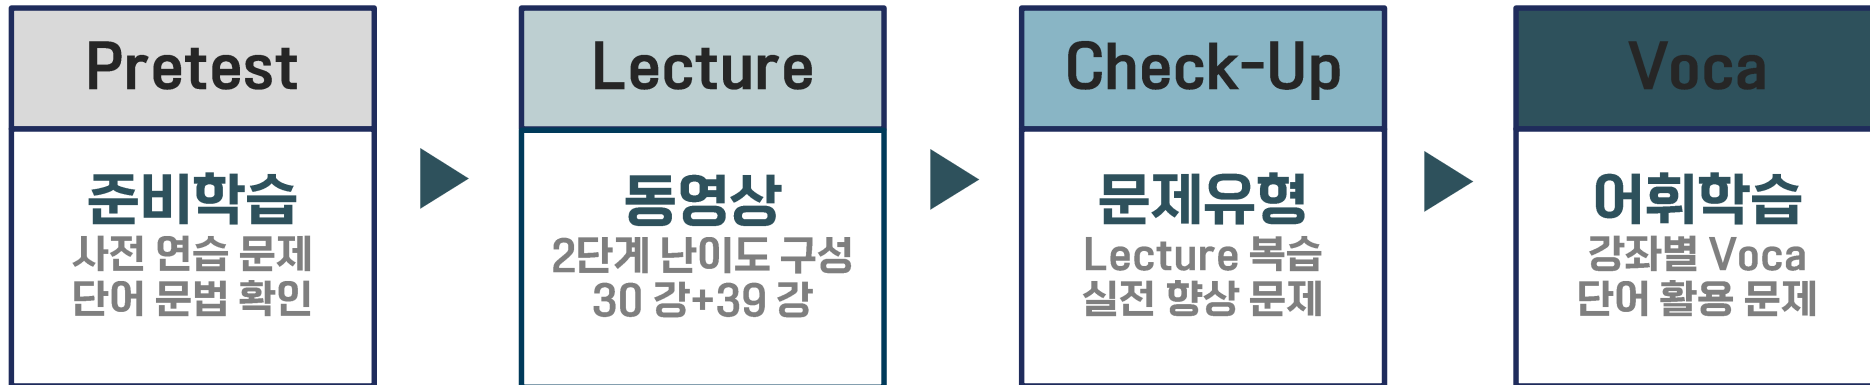 Pretest
준비학습
사전 연습 문제
단어 문법 확인
Lecture
동영상
2단계 난이도 구성
30 강+39 강
Check-Up
문제유형
Lecture 복습
실전 향상 문제
Voca
어휘학습
강좌별 Voca
단어 활용 문제